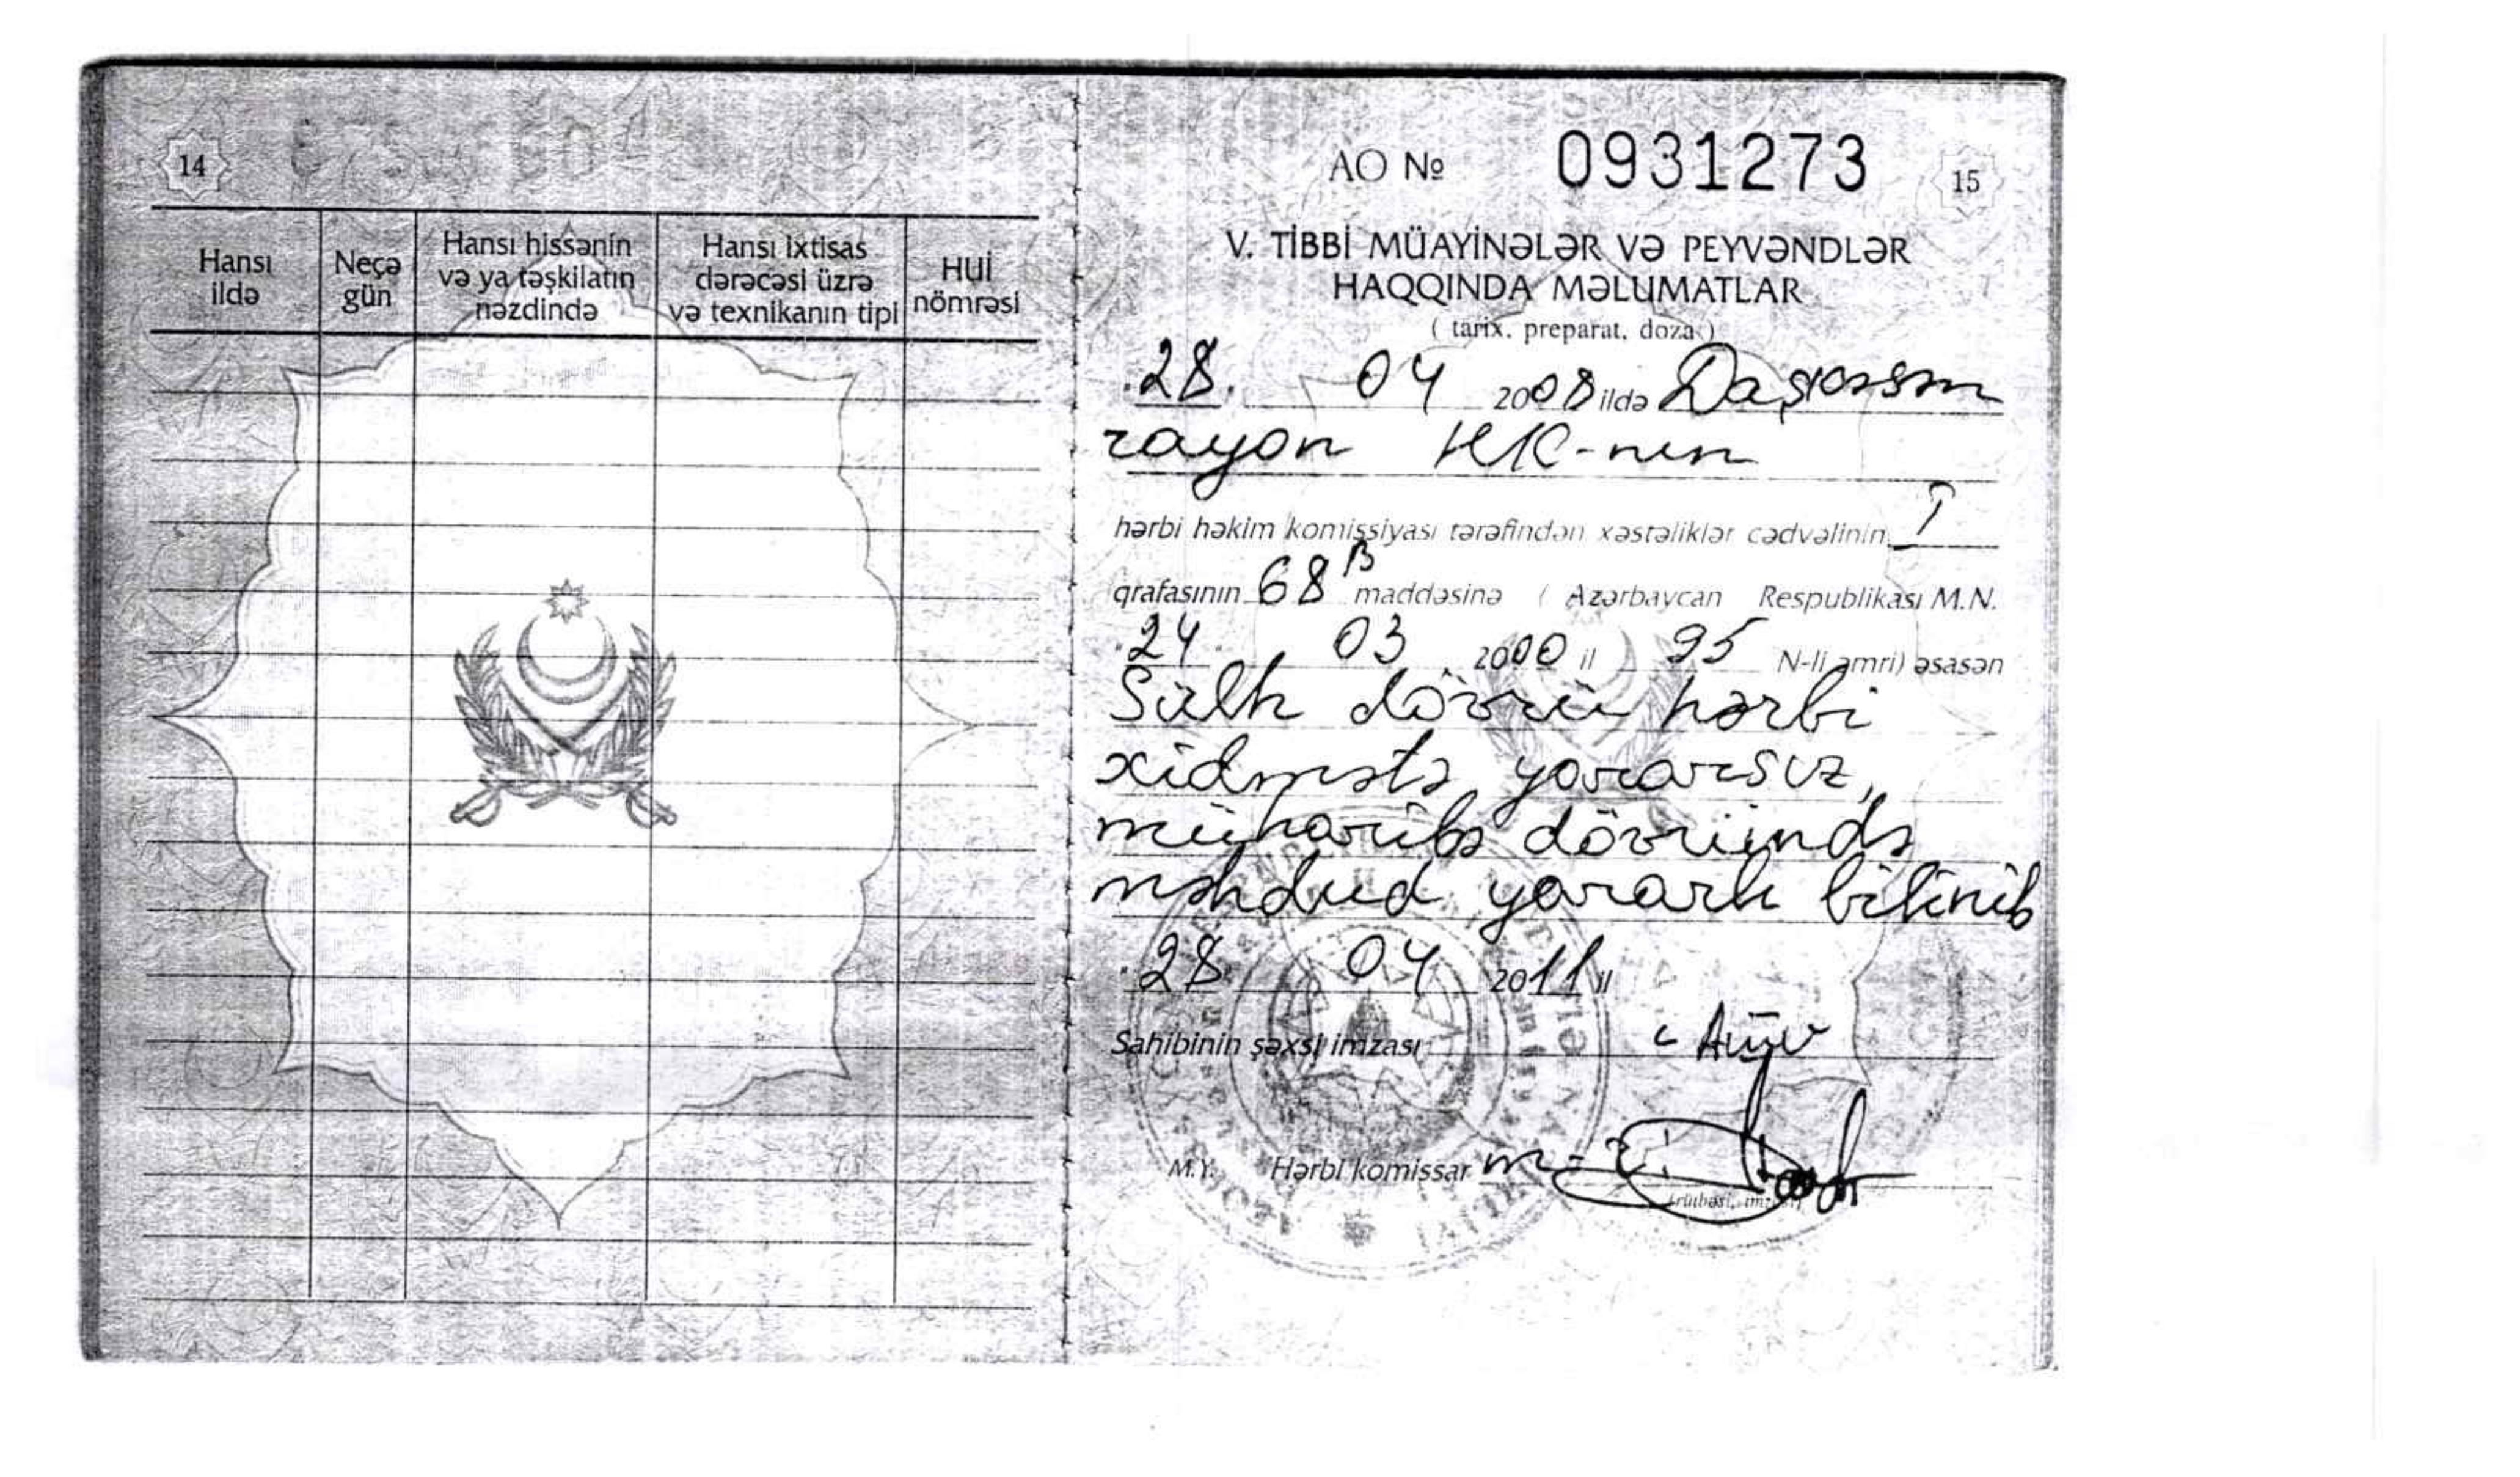 14
Hansı ildə
Neçə gün
Hansı hissənin və ya təşkilatın nəzdində
Hansı ixtisas dərəcəsi üzrə və texnikanın tipi
HUİ nömrəsi
AO № 0931273
15
V. TİBBİ MÜAYİNƏLƏR VƏ PEYVƏNDLƏR
HAQQINDA MƏLUMATLAR
( tarix, preparat, doza )
"28" 04 2008 ildə Daşkəsən
rayon HK-nın
hərbi həkim komissiyası tərəfindən xəstəliklər cədvəlinin I
qrafasının 68 B maddəsinə ( Azərbaycan Respublikası M.N.
"24" 03 2000 il 95 N-li əmri) əsasən
Sülh dövrü hərbi
xidmətə yararsız,
müharibə dövründə
məhdud yararlı bilinib
"28" 04 2011 il
Sahibinin şəxsi imzası
M.Y. Hərbi komissar
(rütbəsi, imzası)